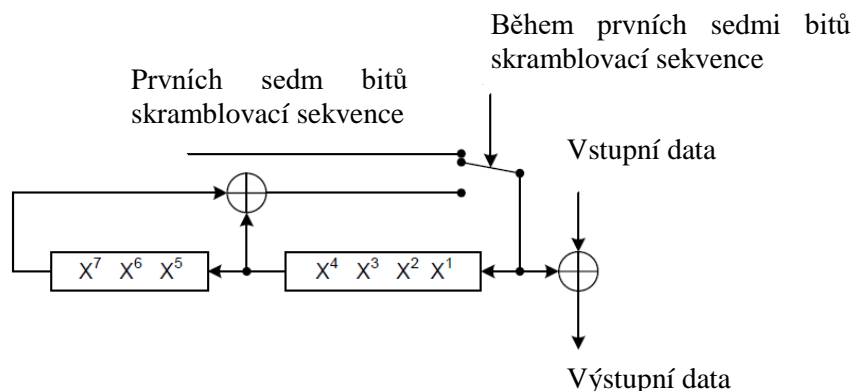 Během prvních sedmi bitů
skramblovací sekvence
Prvních sedm bitů
skramblovací sekvence
Vstupní data
X⁷ X⁶ X⁵
X⁴ X³ X² X¹
Výstupní data